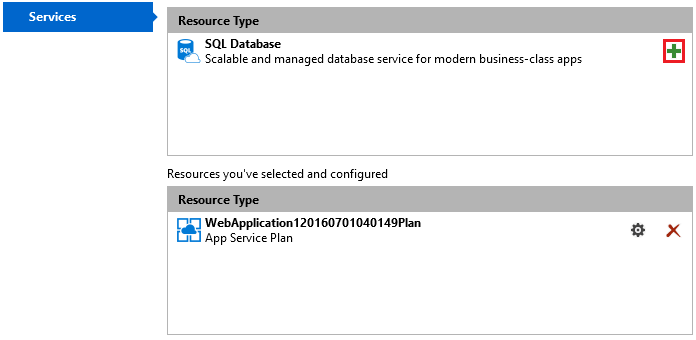 Services
Resource Type
SQL Database
SQL
Scalable and managed database service for modern business-class apps
Resources you've selected and configured
Resource Type
WebApplication120160701040149Plan
App Service Plan